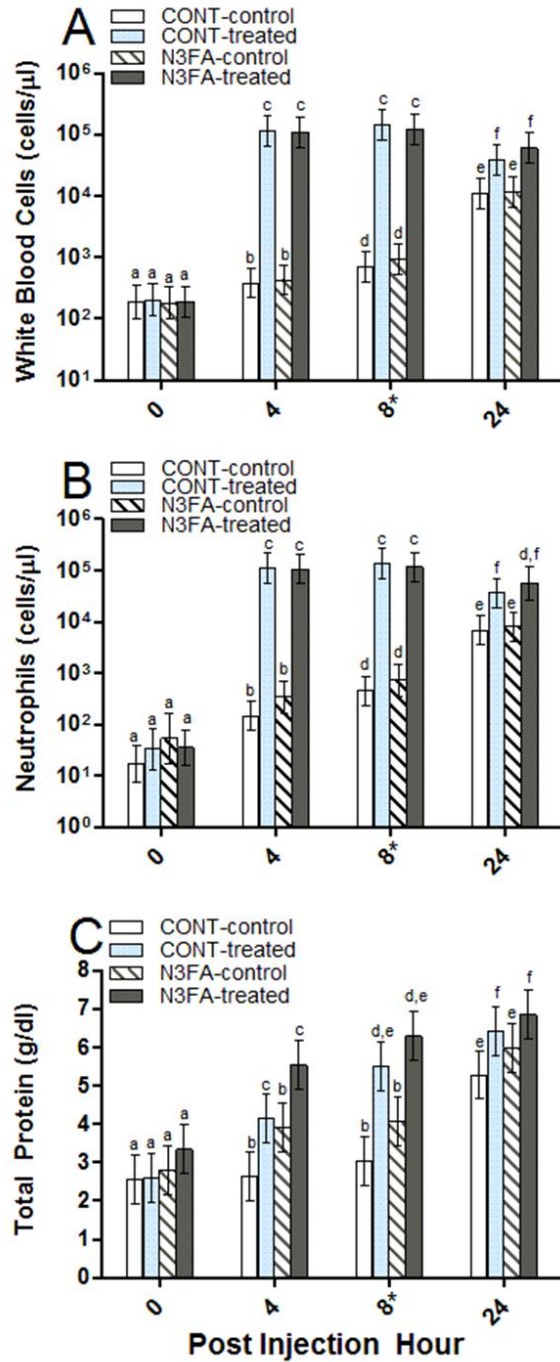 A
CONT-control
CONT-treated
N3FA-control
N3FA-treated
White Blood Cells (cells/µl)
10⁶
10⁵
10⁴
10³
10²
10¹
a a a a
b c b c
d c d c
e f e f
0 4 8* 24
B
CONT-control
CONT-treated
N3FA-control
N3FA-treated
Neutrophils (cells/µl)
10⁶
10⁵
10⁴
10³
10²
10¹
10⁰
a a a a
b c b c
d c d c
e f e d,f
0 4 8* 24
C
CONT-control
CONT-treated
N3FA-control
N3FA-treated
Total Protein (g/dl)
8
7
6
5
4
3
2
1
0
a a a a
b c b c
b d,e b d,e
e f e f
0 4 8* 24
Post Injection Hour